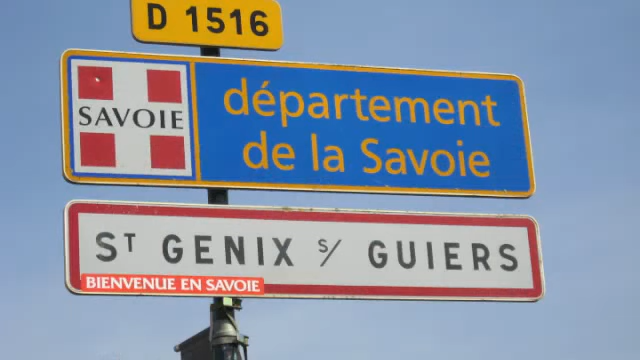 D 1516
SAVOIE
département
de la Savoie
ST GENIX S/ GUIERS
BIENVENUE EN SAVOIE